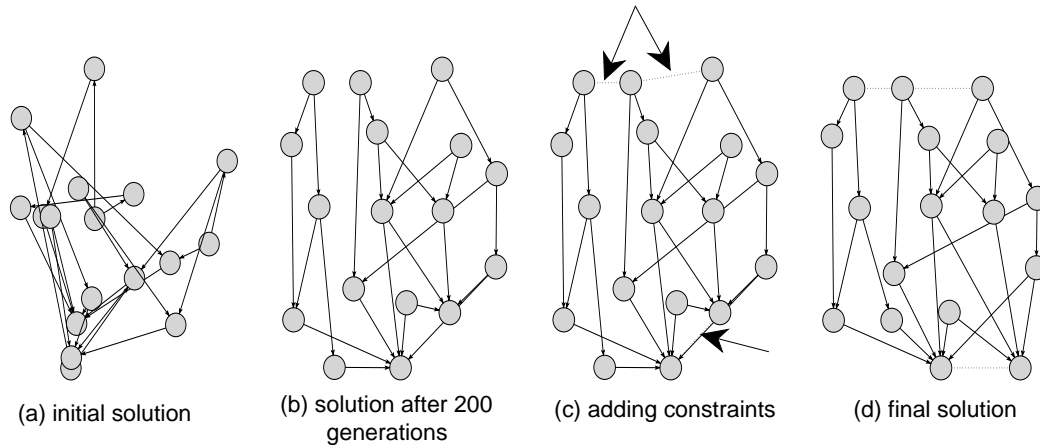 (a) initial solution
(b) solution after 200
generations
(c) adding constraints
(d) final solution